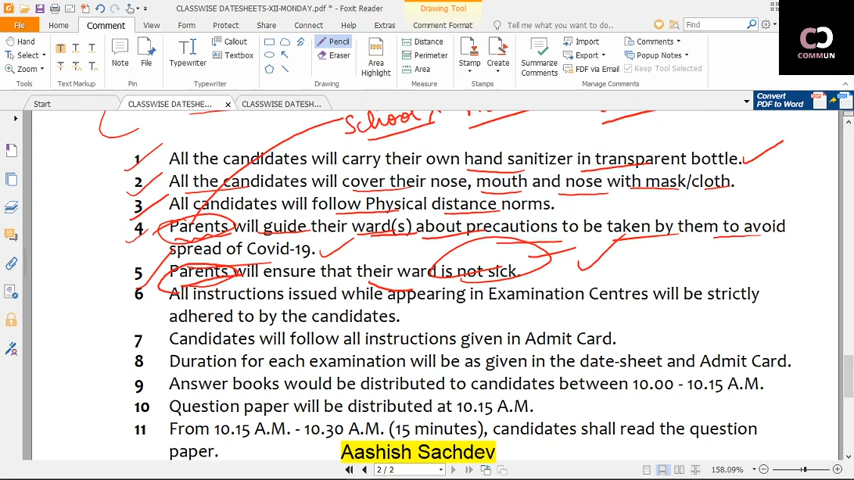 CLASSWISE DATESHEETS-XII-MONDAY.pdf * - Foxit Reader
Drawing Tool
File Home Comment View Form Protect Share Help Comment Format Tell me what you want to do... Find
Hand
Select
Zoom
Text Markup
Note File
Typewriter
Callout
Textbox
Typewriter
Drawing
Pencil
Eraser
Area Highlight
Distance
Perimeter
Area
Measure
Stamp Create
Stamps
Summarize Comments
Import
Export
PDF via Email
Comments
Popup Notes
Keep Tool Selected
Manage Comments
COMMUN
Start CLASSWISE DATESHE... CLASSWISE DATESH...
Convert PDF to Word
school
1 All the candidates will carry their own hand sanitizer in transparent bottle.
2 All the candidates will cover their nose, mouth and nose with mask/cloth.
3 All candidates will follow Physical distance norms.
4 Parents will guide their ward(s) about precautions to be taken by them to avoid
spread of Covid-19.
5 Parents will ensure that their ward is not sick.
6 All instructions issued while appearing in Examination Centres will be strictly
adhered to by the candidates.
7 Candidates will follow all instructions given in Admit Card.
8 Duration for each examination will be as given in the date-sheet and Admit Card.
9 Answer books would be distributed to candidates between 10.00 - 10.15 A.M.
10 Question paper will be distributed at 10.15 A.M.
11 From 10.15 A.M. - 10.30 A.M. (15 minutes), candidates shall read the question
paper.
Aashish Sachdev
2 / 2
158.09%